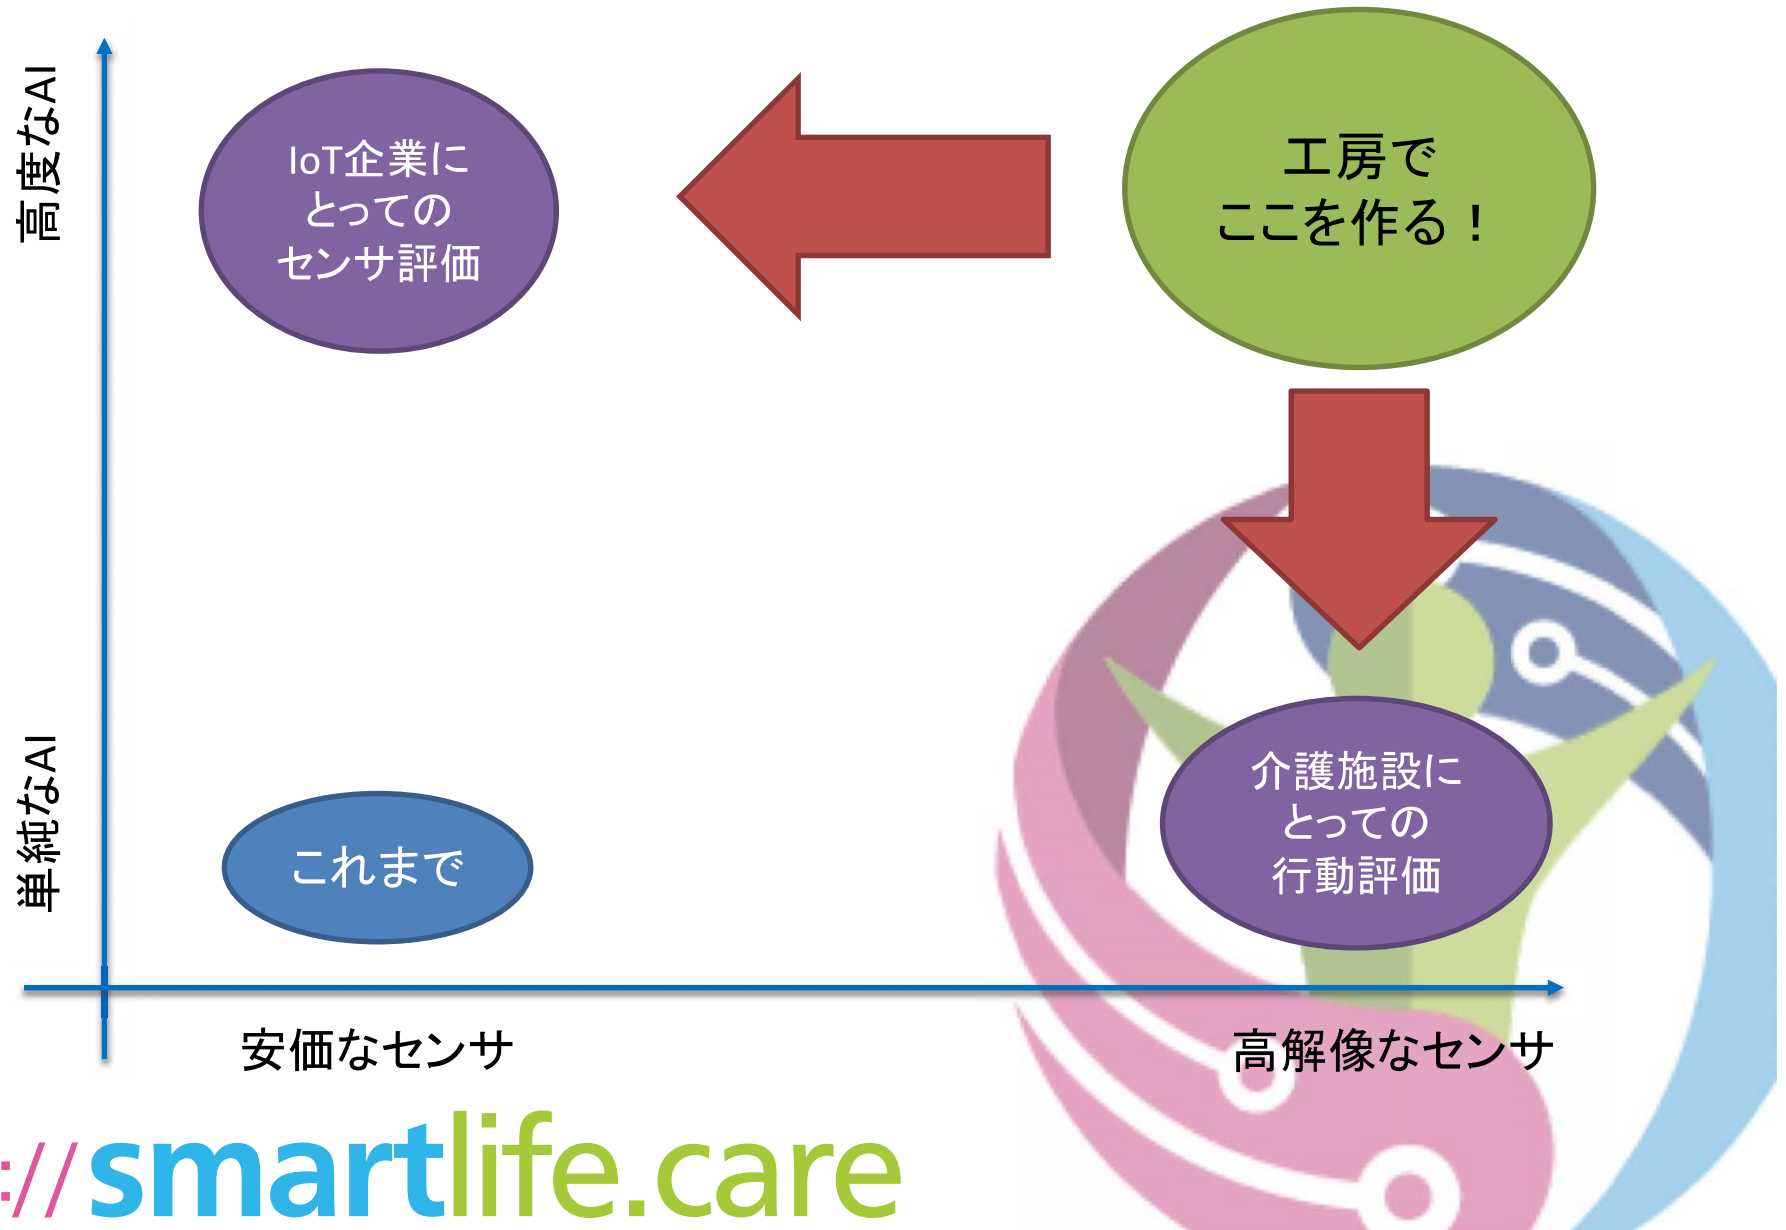 高度なAI
IoT企業に
とっての
センサ評価
工房で
ここを作る！
単純なAI
これまで
介護施設に
とっての
行動評価
安価なセンサ
高解像なセンサ
://smartlife.care